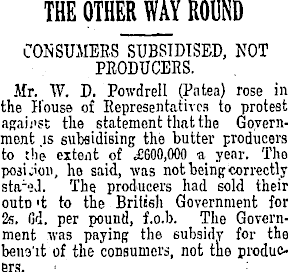 THE OTHER WAY ROUND
CONSUMERS SUBSIDISED, NOT
PRODUCERS.
Mr. W. D. Powdrell (Patea) rose in
the House of Representatives to protest
against the statement that the Govern-
ment is subsidising the butter producers
to the extent of £600,000 a year. The
position, he said, was not being correctly
stated. The producers had sold their
output to the British Government for
2s. 6d. per pound, f.o.b. The Govern-
ment was paying the subsidy for the
benefit of the consumers, not the produc-
ers.